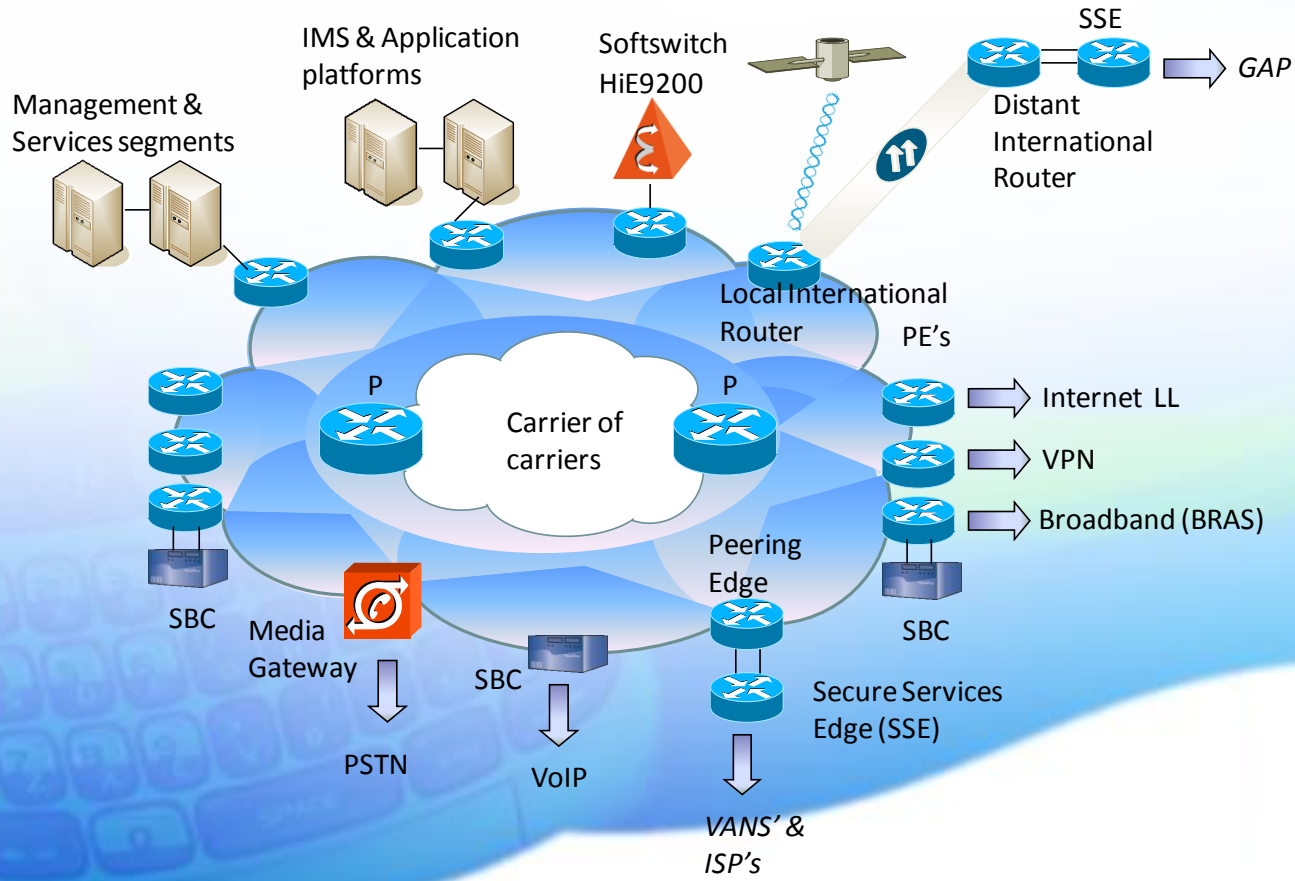 SSE
IMS & Application
platforms
Softswitch
HiE9200
GAP
Management &
Services segments
Distant
International
Router
Local International
Router
PE's
P
P
Internet LL
Carrier of
carriers
VPN
Broadband (BRAS)
Peering
Edge
SBC
Media
Gateway
SBC
SBC
Secure Services
Edge (SSE)
PSTN
VoIP
VANS' &
ISP's